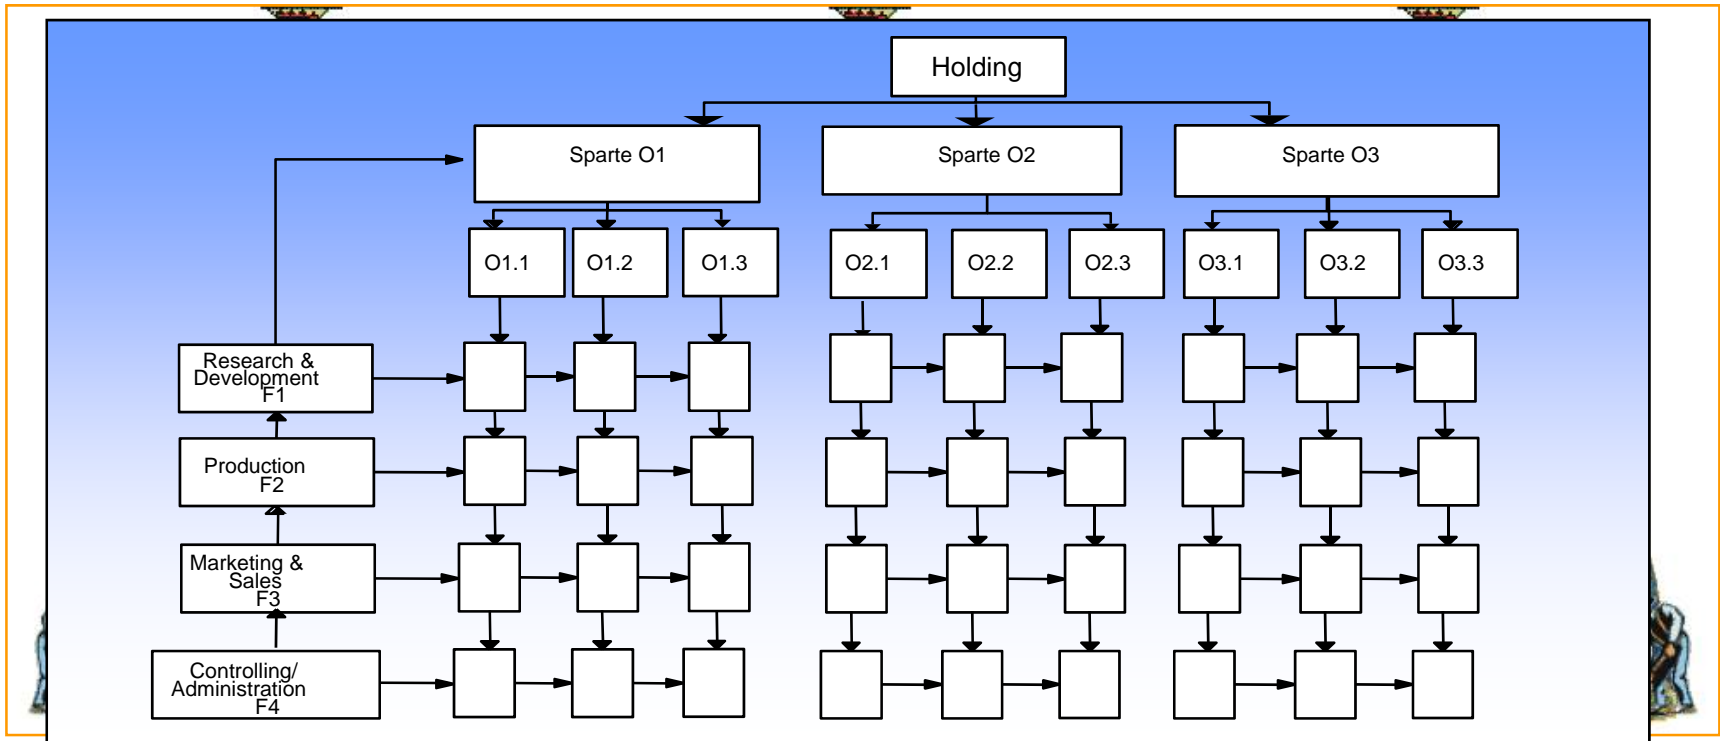 Holding
Sparte O1
Sparte O2
Sparte O3
O1.1
O1.2
O1.3
O2.1
O2.2
O2.3
O3.1
O3.2
O3.3
Research &
Development
F1
Production
F2
Marketing &
Sales
F3
Controlling/
Administration
F4